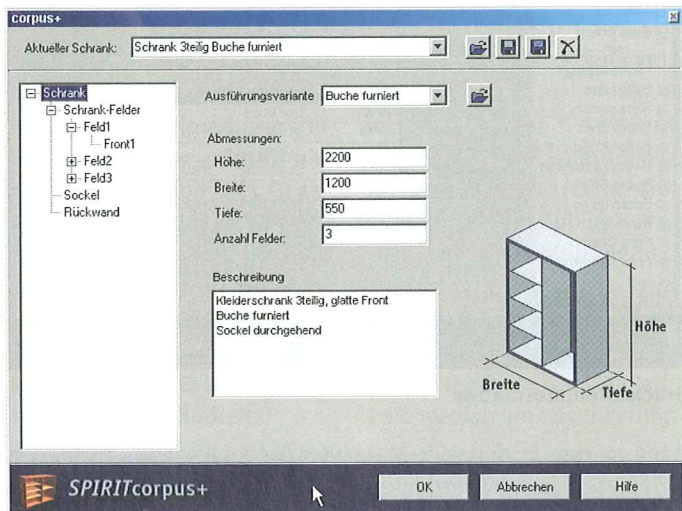 corpus+
Aktueller Schrank: Schrank 3teilig Buche furniert
Schrank
Schrank-Felder
Feld1
Front1
Feld2
Feld3
Sockel
Rückwand
Ausführungsvariante Buche furniert
Abmessungen:
Höhe: 2200
Breite: 1200
Tiefe: 550
Anzahl Felder: 3
Beschreibung
Kleiderschrank 3teilig, glatte Front
Buche furniert
Sockel durchgehend
Höhe
Breite
Tiefe
SPIRITcorpus+
OK Abbrechen Hilfe